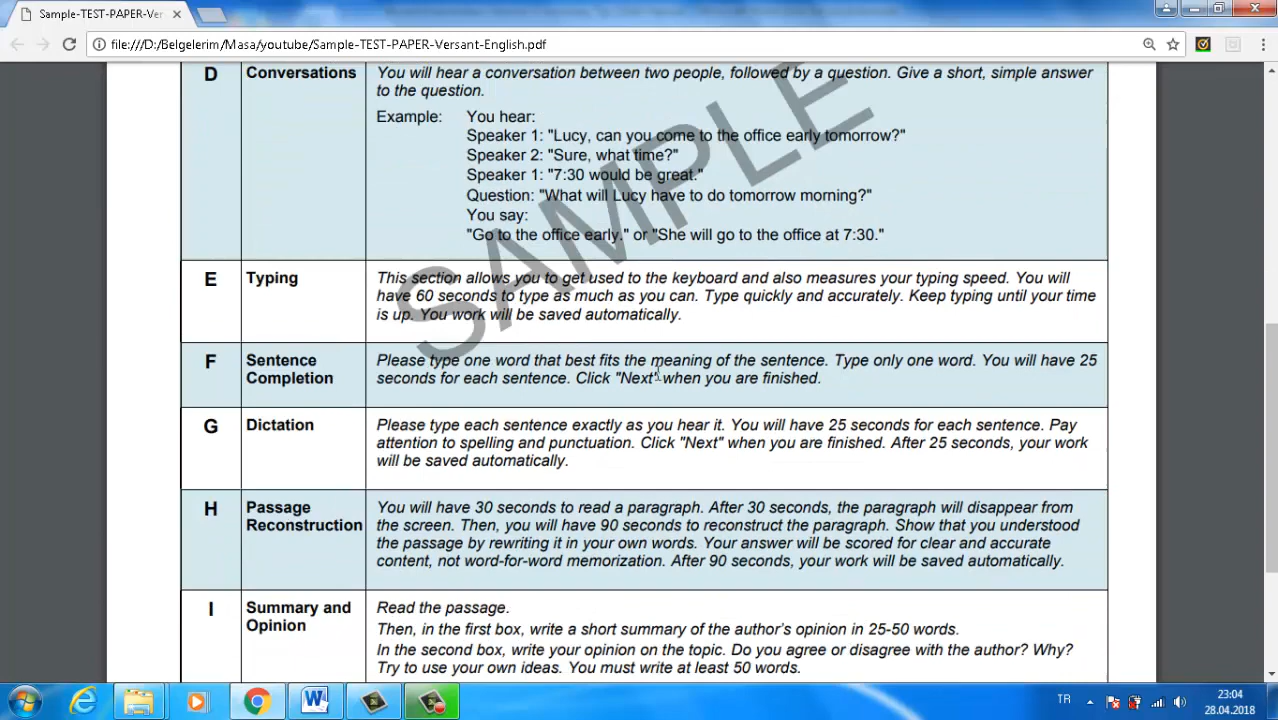 Sample-TEST-PAPER-Ver
file:///D:/Belgelerim/Masa/youtube/Sample-TEST-PAPER-Versant-English.pdf
D Conversations You will hear a conversation between two people, followed by a question. Give a short, simple answer
to the question.
Example: You hear:
Speaker 1: "Lucy, can you come to the office early tomorrow?"
Speaker 2: "Sure, what time?"
Speaker 1: "7:30 would be great."
Question: "What will Lucy have to do tomorrow morning?"
You say:
"Go to the office early." or "She will go to the office at 7:30."
SAMPLE
E Typing This section allows you to get used to the keyboard and also measures your typing speed. You will
have 60 seconds to type as much as you can. Type quickly and accurately. Keep typing until your time
is up. You work will be saved automatically.
F Sentence Please type one word that best fits the meaning of the sentence. Type only one word. You will have 25
Completion seconds for each sentence. Click "Next" when you are finished.
G Dictation Please type each sentence exactly as you hear it. You will have 25 seconds for each sentence. Pay
attention to spelling and punctuation. Click "Next" when you are finished. After 25 seconds, your work
will be saved automatically.
H Passage You will have 30 seconds to read a paragraph. After 30 seconds, the paragraph will disappear from
Reconstruction the screen. Then, you will have 90 seconds to reconstruct the paragraph. Show that you understood
the passage by rewriting it in your own words. Your answer will be scored for clear and accurate
content, not word-for-word memorization. After 90 seconds, your work will be saved automatically.
I Summary and Read the passage.
Opinion Then, in the first box, write a short summary of the author's opinion in 25-50 words.
In the second box, write your opinion on the topic. Do you agree or disagree with the author? Why?
Try to use your own ideas. You must write at least 50 words.
TR 23:04
28.04.2018